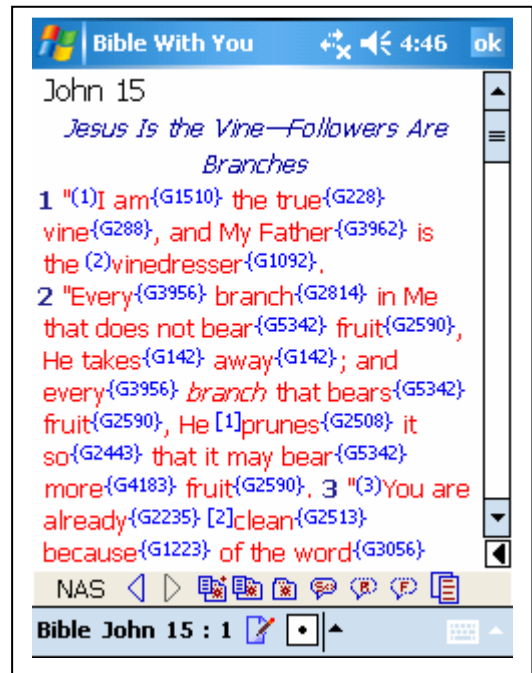 Bible With You 4:46 ok
John 15
Jesus Is the Vine—Followers Are
Branches
1 "(1)I am{G1510} the true{G228}
vine{G288}, and My Father{G3962} is
the (2)vinedresser{G1092}.
2 "Every{G3956} branch{G2814} in Me
that does not bear{G5342} fruit{G2590},
He takes{G142} away{G142}; and
every{G3956} branch that bears{G5342}
fruit{G2590}, He [1]prunes{G2508} it
so{G2443} that it may bear{G5342}
more{G4183} fruit{G2590}. 3 "(3)You are
already{G2235} [2]clean{G2513}
because{G1223} of the word{G3056}
NAS
Bible John 15 : 1